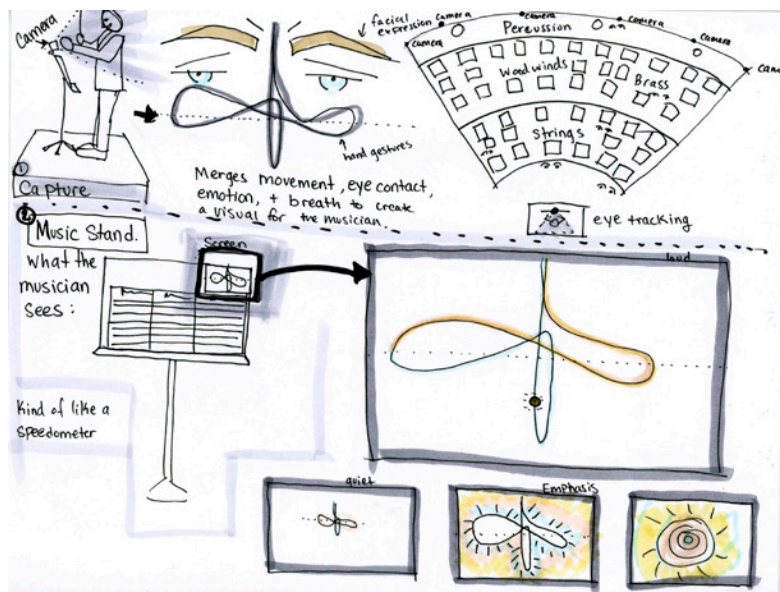 Camera
facial
expression
camera
camera
camera
camera
camera
Percussion
Woodwinds
Brass
Strings
hand gestures
① Capture
Merges movement, eye contact,
emotion, + breath to create
a visual for the musician.
eye tracking
② Music Stand.
what the
musician
sees:
Screen
loud
Kind of like a
speedometer
quiet
Emphasis